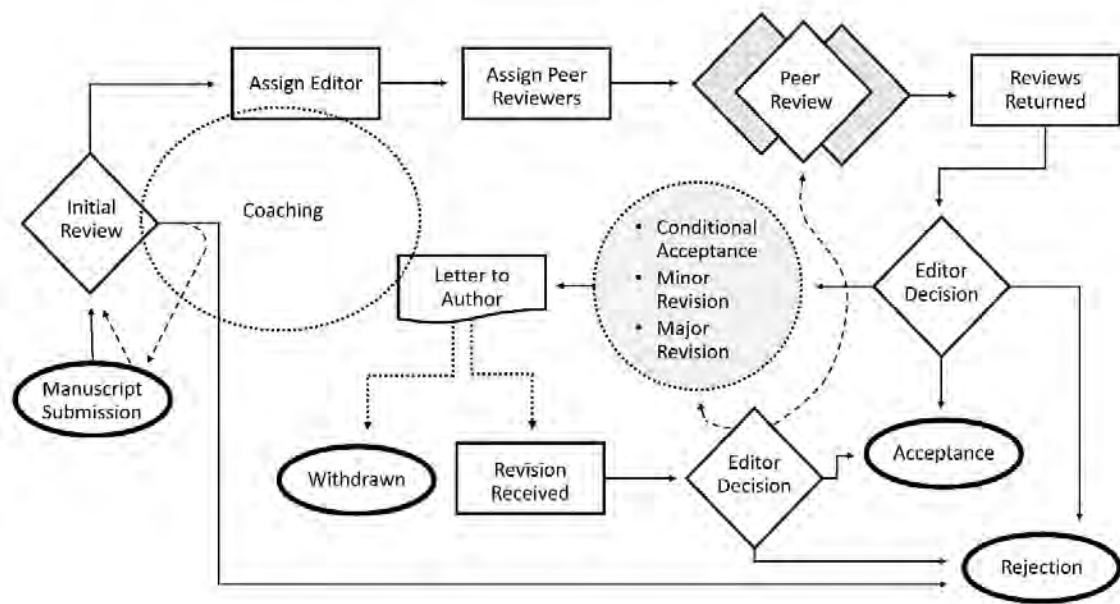 Assign Editor
Assign Peer
Reviewers
Peer
Review
Reviews
Returned
Initial
Review
Coaching
• Conditional
Acceptance
• Minor
Revision
• Major
Revision
Letter to
Author
Editor
Decision
Manuscript
Submission
Withdrawn
Revision
Received
Editor
Decision
Acceptance
Rejection